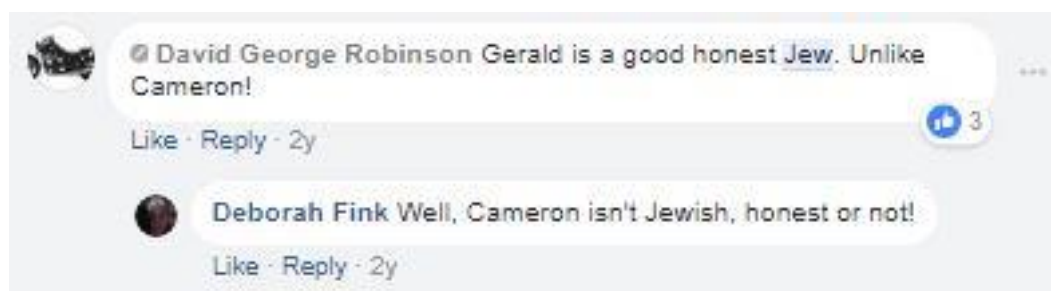 David George Robinson Gerald is a good honest Jew. Unlike
Cameron!
3
Like · Reply · 2y
Deborah Fink Well, Cameron isn't Jewish, honest or not!
Like · Reply · 2y